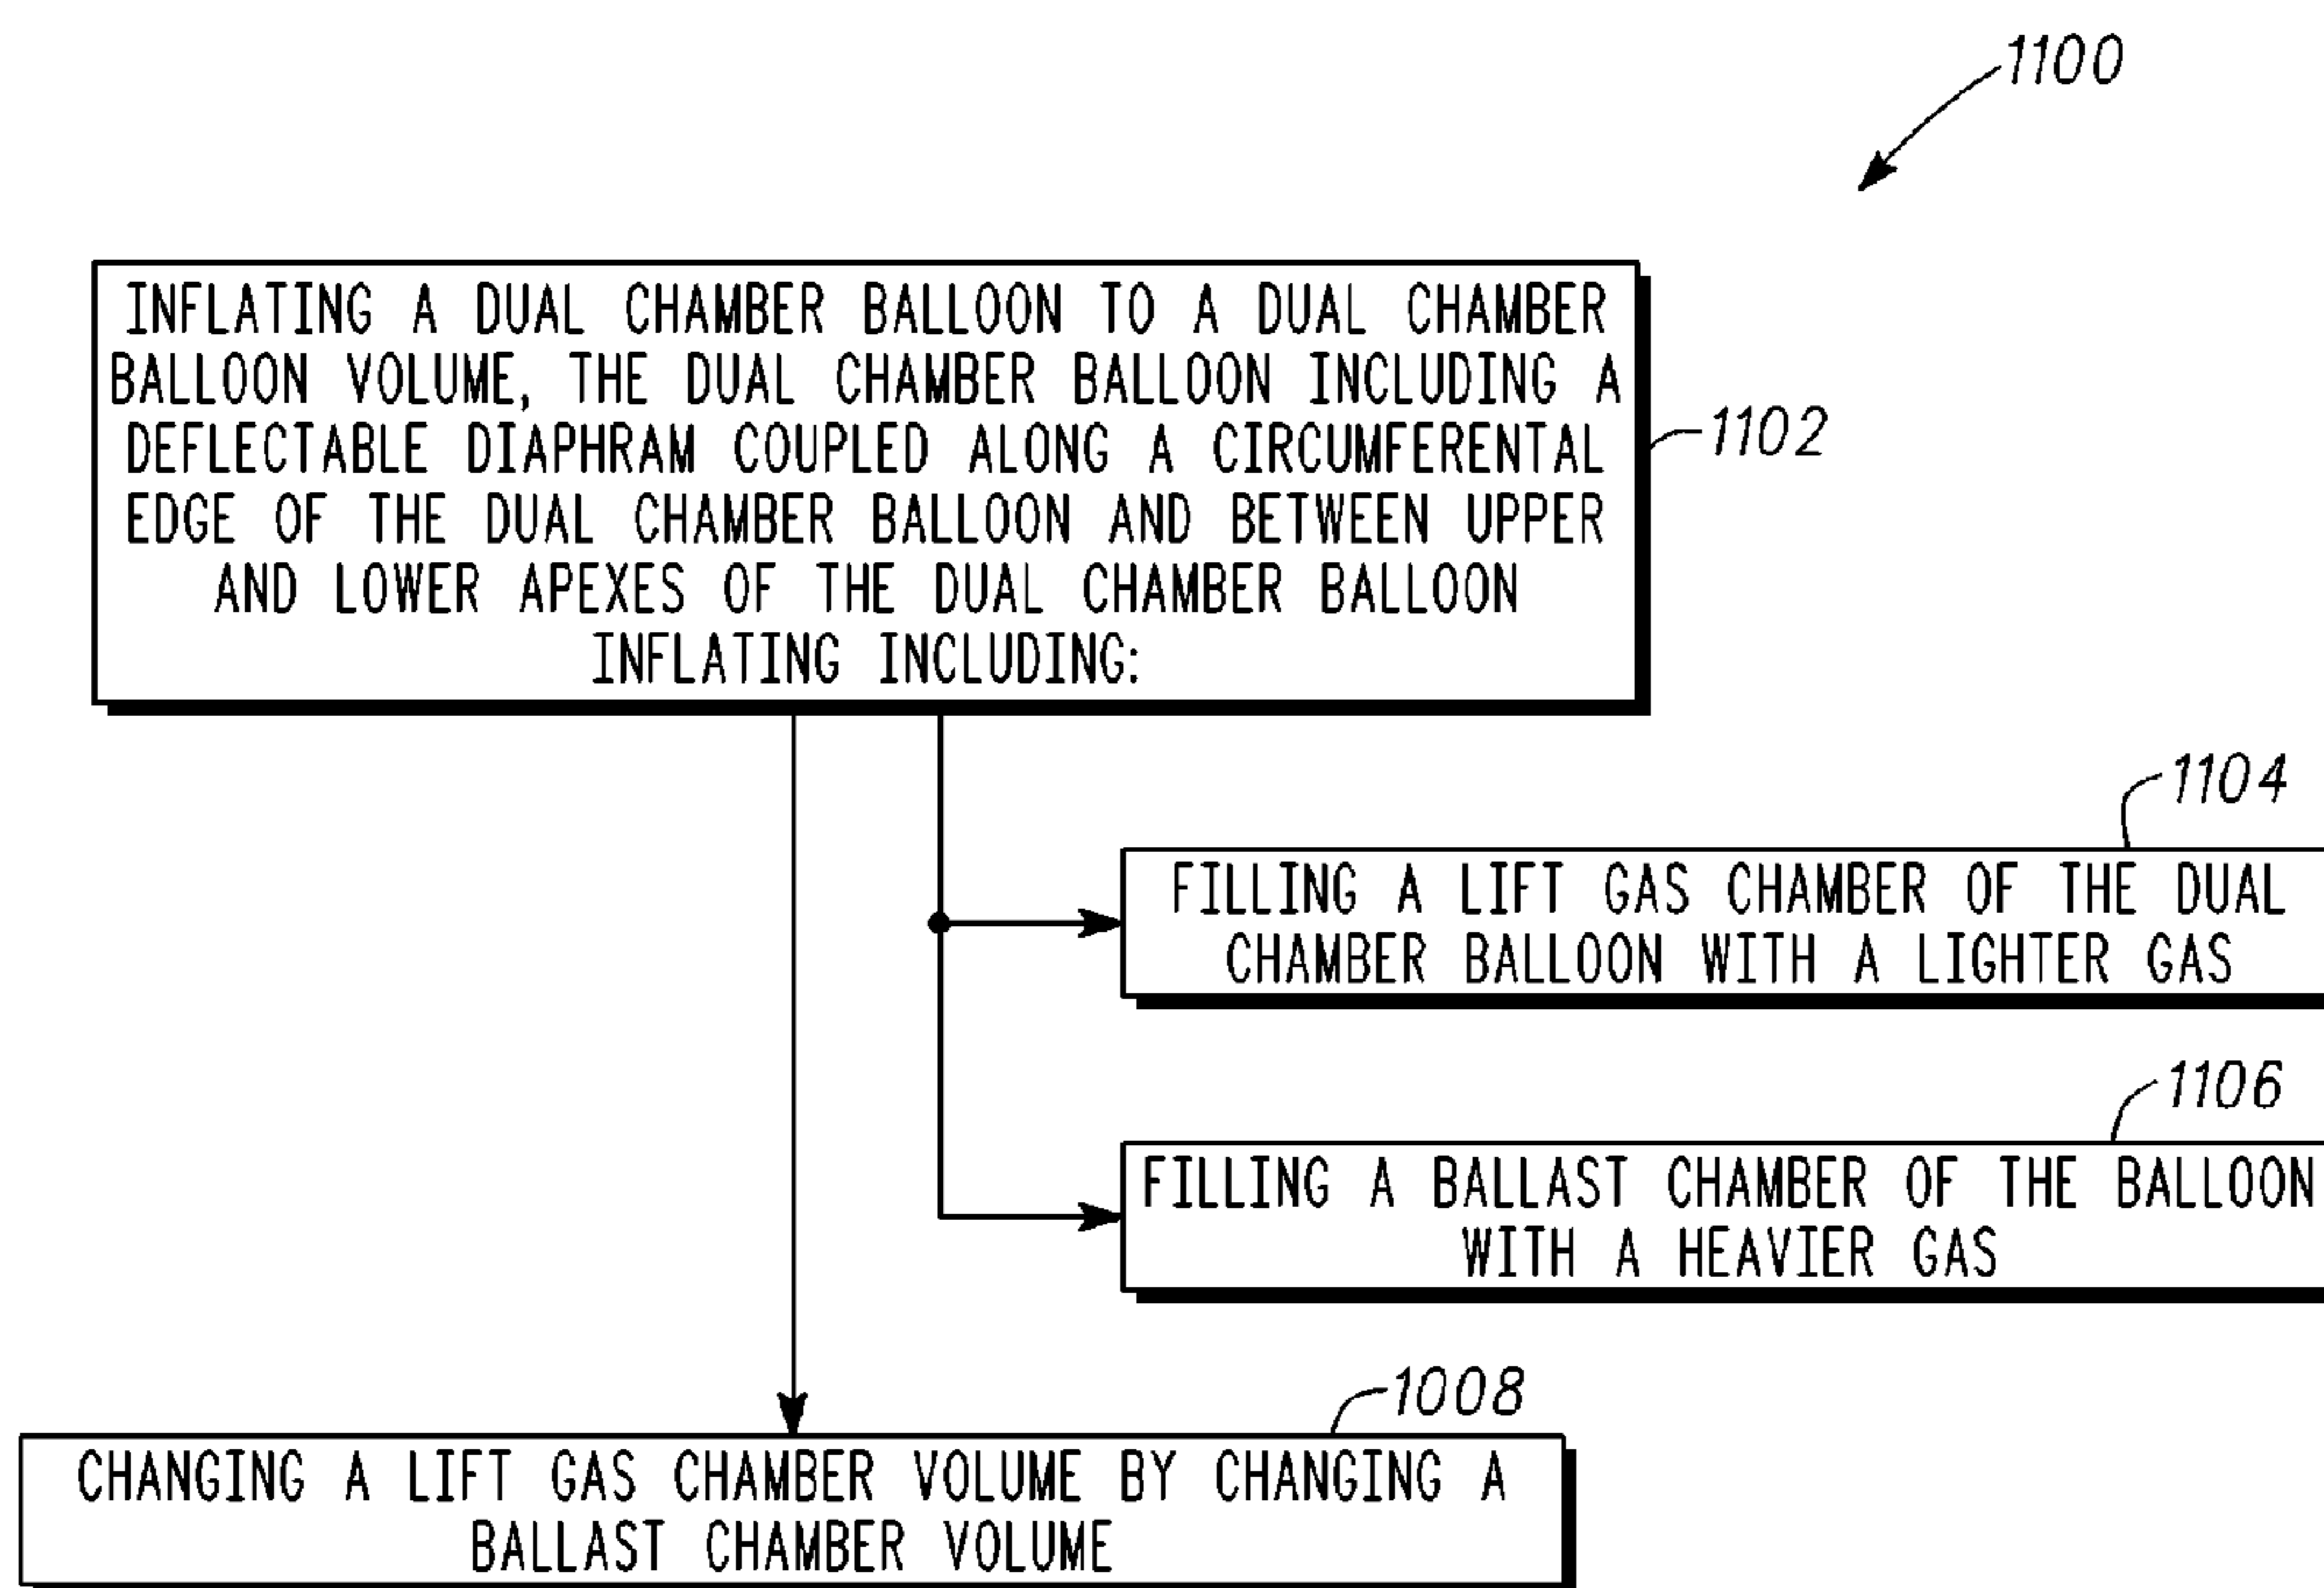 1100
INFLATING A DUAL CHAMBER BALLOON TO A DUAL CHAMBER
BALLOON VOLUME, THE DUAL CHAMBER BALLOON INCLUDING A
DEFLECTABLE DIAPHRAM COUPLED ALONG A CIRCUMFERENTAL
EDGE OF THE DUAL CHAMBER BALLOON AND BETWEEN UPPER
AND LOWER APEXES OF THE DUAL CHAMBER BALLOON
INFLATING INCLUDING:
1102
1104
FILLING A LIFT GAS CHAMBER OF THE DUAL
CHAMBER BALLOON WITH A LIGHTER GAS
1106
FILLING A BALLAST CHAMBER OF THE BALLOON
WITH A HEAVIER GAS
1008
CHANGING A LIFT GAS CHAMBER VOLUME BY CHANGING A
BALLAST CHAMBER VOLUME